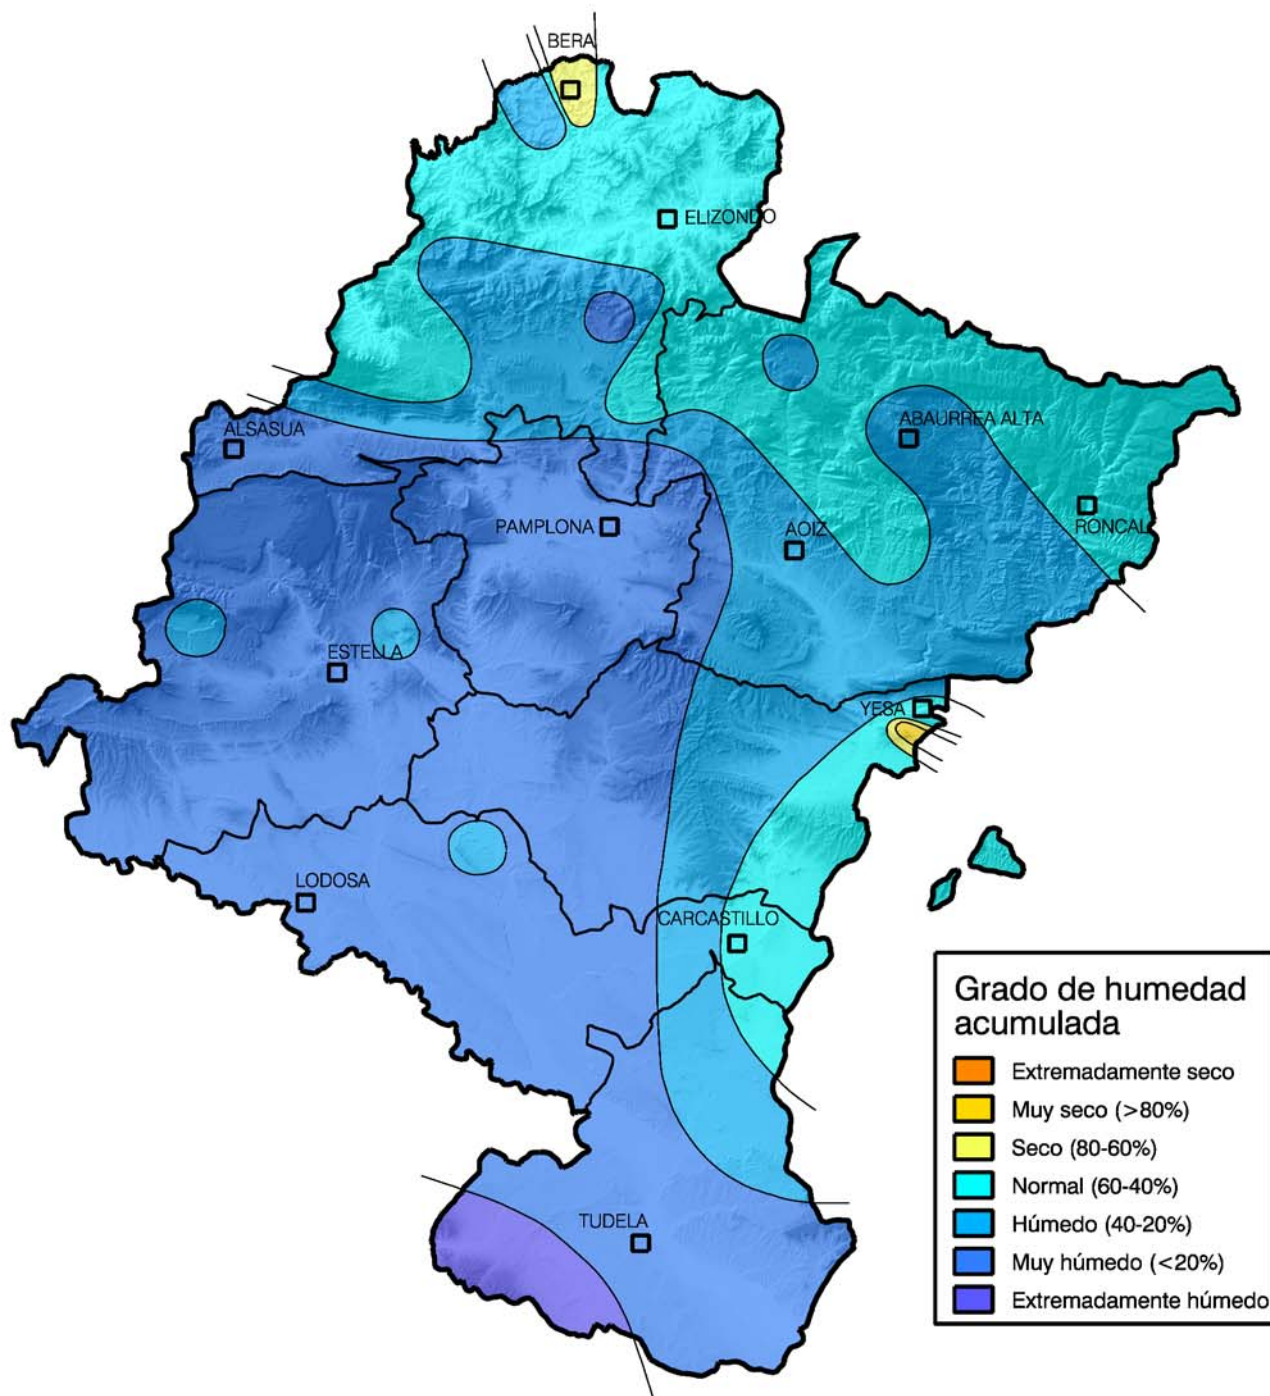 BERA
ELIZONDO
ABAURREA ALTA
ALSASUA
RONCAL
PAMPLONA
AOIZ
ESTELLA
YESA
LODOSA
CARCASTILLO
TUDELA
Grado de humedad
acumulada
Extremadamente seco
Muy seco (>80%)
Seco (80-60%)
Normal (60-40%)
Húmedo (40-20%)
Muy húmedo (<20%)
Extremadamente húmedo